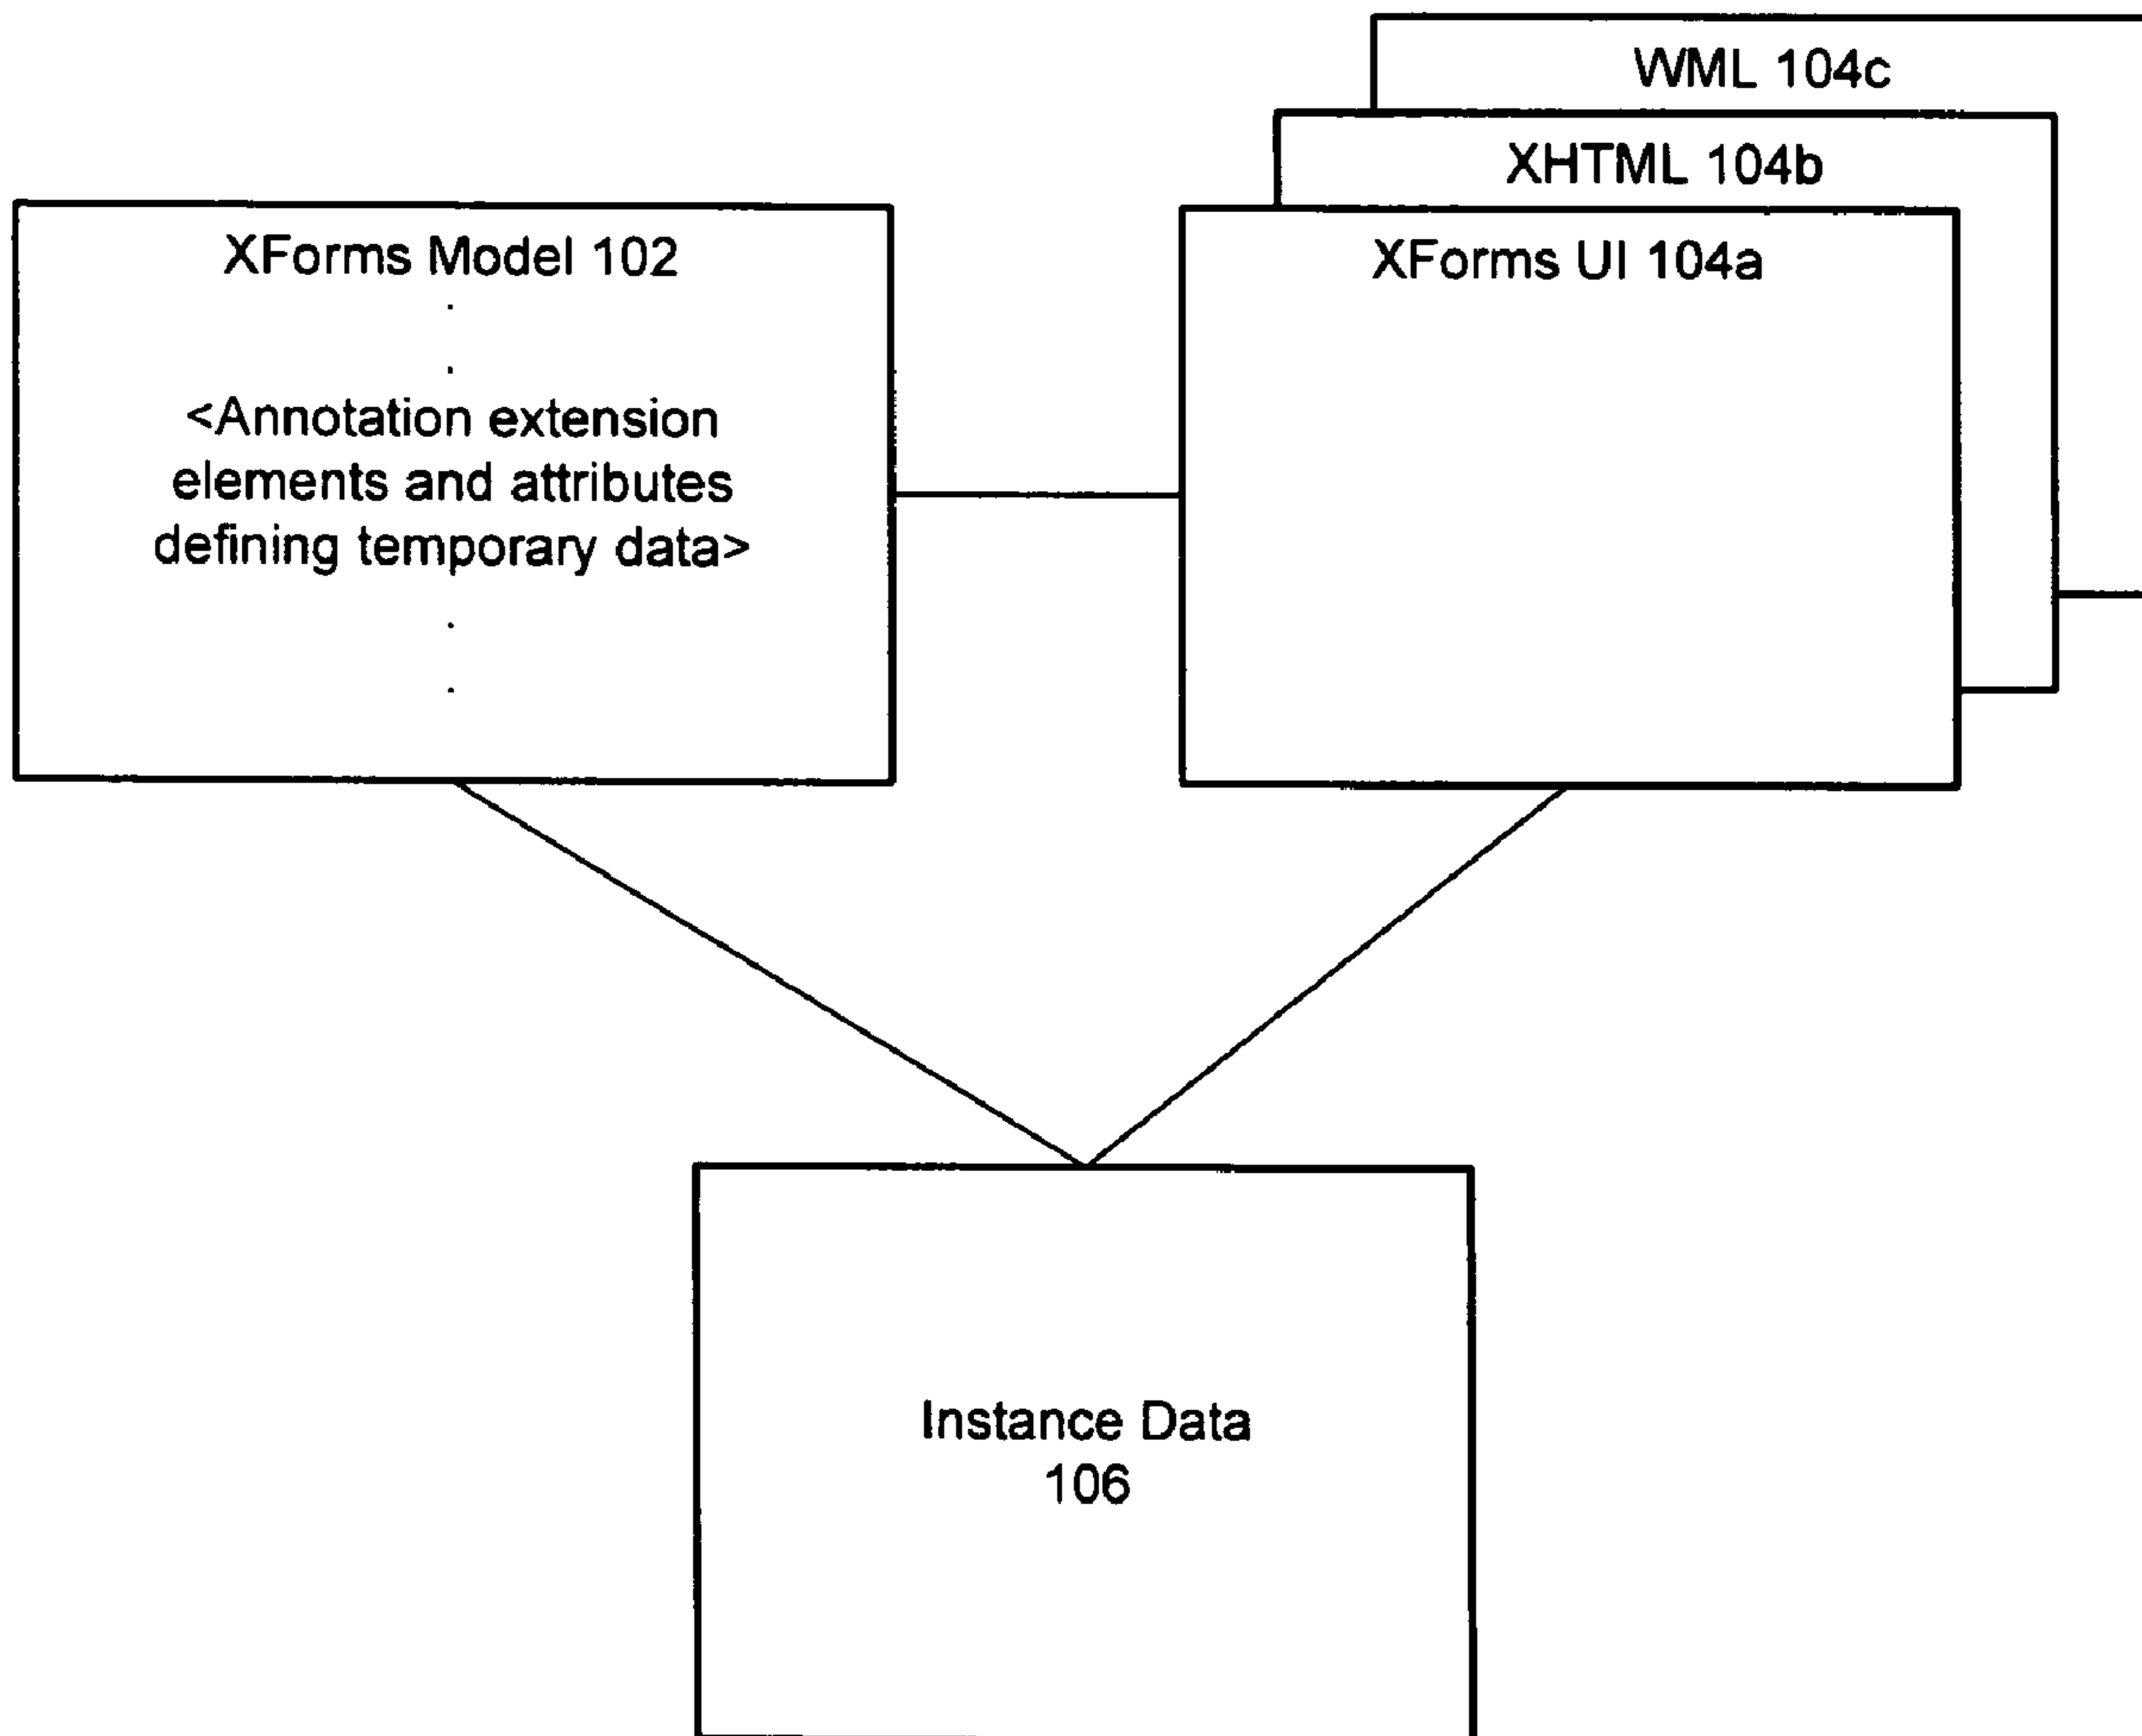 WML 104c
XHTML 104b
XForms Model 102
XForms UI 104a
.
.
<Annotation extension
elements and attributes
defining temporary data>
.
.
Instance Data
106